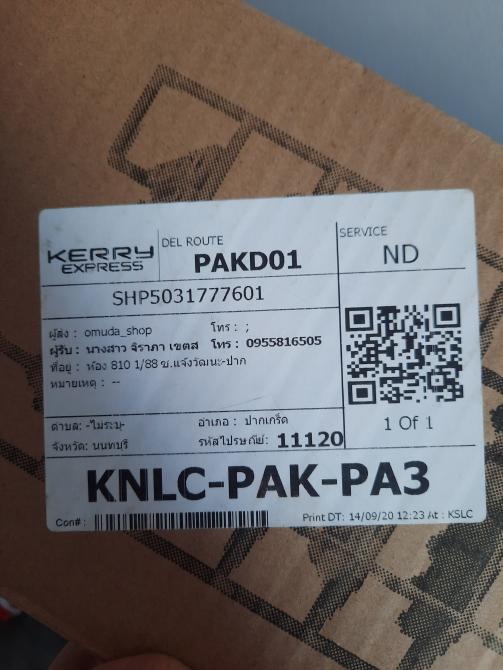 KERRY
EXPRESS
DEL ROUTE
PAKD01
SERVICE
ND
SHP5031777601
ผู้ส่ง : omuda_shop โทร : ;
ผู้รับ : นางสาว จิราภา เขตส โทร : 0955816505
ที่อยู่ : ห้อง 810 1/88 ซ.แจ้งวัฒนะ-ปาก
หมายเหตุ : --
1 Of 1
ตำบล: -ไม่ระบุ- อำเภอ : ปากเกร็ด
จังหวัด: นนทบุรี รหัสไปรษณีย์: 11120
KNLC-PAK-PA3
Con# :
Print DT: 14/09/20 12:23 At : KSLC